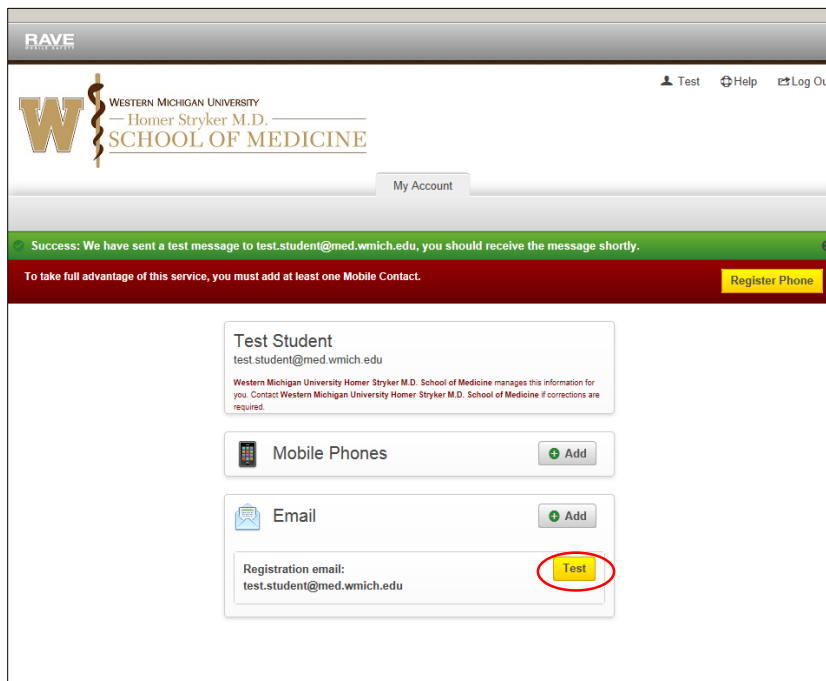 RAVE
MOBILE SAFETY
Test Help Log Ou
WESTERN MICHIGAN UNIVERSITY
Homer Stryker M.D.
SCHOOL OF MEDICINE
W
My Account
Success: We have sent a test message to test.student@med.wmich.edu, you should receive the message shortly.
To take full advantage of this service, you must add at least one Mobile Contact.
Register Phone
Test Student
test.student@med.wmich.edu
Western Michigan University Homer Stryker M.D. School of Medicine manages this information for
you. Contact Western Michigan University Homer Stryker M.D. School of Medicine if corrections are
required.
Mobile Phones
Add
Email
Add
Registration email:
Test
test.student@med.wmich.edu